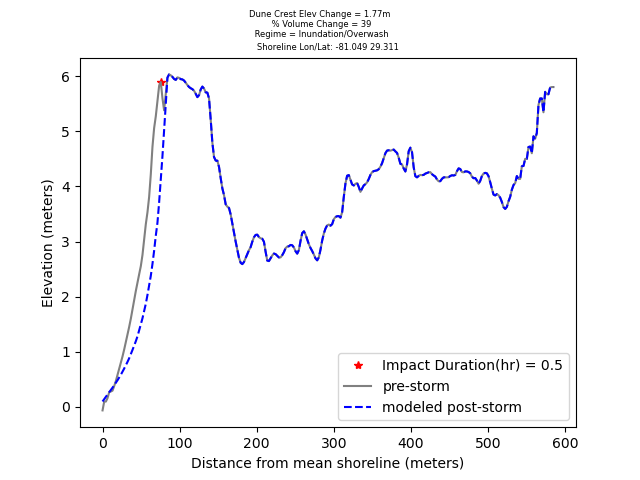 Dune Crest Elev Change = 1.77m
% Volume Change = 39
Regime = Inundation/Overwash
Shoreline Lon/Lat: -81.049 29.311
6
5
4
3
2
1
0
Elevation (meters)
Impact Duration(hr) = 0.5
pre-storm
modeled post-storm
0 100 200 300 400 500 600
Distance from mean shoreline (meters)